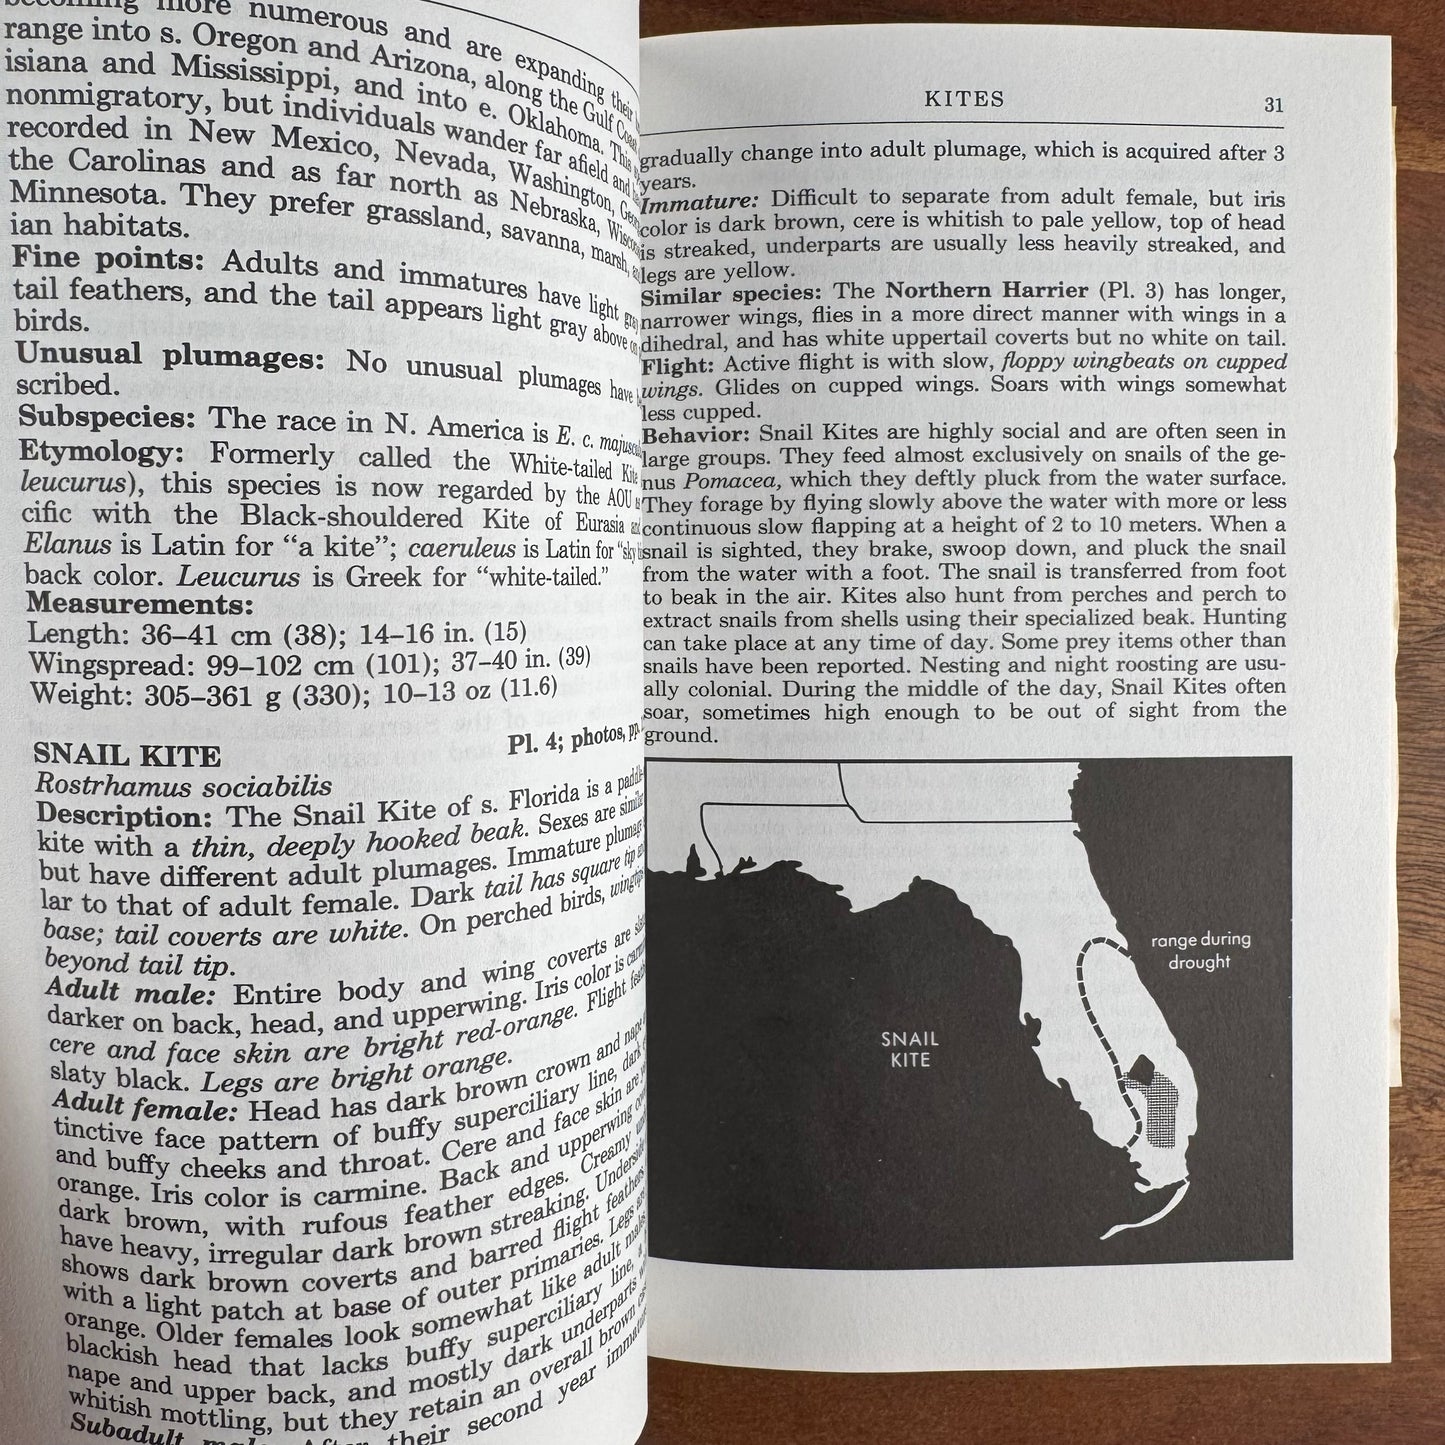 becoming more numerous and are expanding their
range into s. Oregon and Arizona, along the Gulf Coast
isiana and Mississippi, and into e. Oklahoma. This
nonmigratory, but individuals wander far afield and
recorded in New Mexico, Nevada, Washington,
the Carolinas and as far north as Nebraska,
Minnesota. They prefer grassland, savanna, marsh,
ian habitats.
Fine points: Adults and immatures have light gray
tail feathers, and the tail appears light gray above on
birds.
Unusual plumages: No unusual plumages have
scribed.
Subspecies: The race in N. America is E. c.
Etymology: Formerly called the White-tailed Kite
leucurus), this species is now regarded by the AOU as
cific with the Black-shouldered Kite of Eurasia
Elanus is Latin for “a kite”; caeruleus is Latin for “sky
back color. Leucurus is Greek for “white-tailed.”
Measurements:
Length: 36–41 cm (38); 14–16 in. (15)
Wingspread: 99–102 cm (101); 37–40 in. (39)
Weight: 305–361 g (330); 10–13 oz (11.6)
SNAIL KITE Pl. 4; photos, pp.
Rostrhamus sociabilis
Description: The Snail Kite of s. Florida is a paddle-
kite with a thin, deeply hooked beak. Sexes are similar
but have different adult plumages. Immature plumage
lar to that of adult female. Dark tail has square tip
base; tail coverts are white. On perched birds, wingtips
beyond tail tip.
Adult male: Entire body and wing coverts are
darker on back, head, and upperwing. Iris color is
cere and face skin are bright red-orange. Flight
slaty black. Legs are bright orange.
Adult female: Head has dark brown crown and nape
tinctive face pattern of buffy superciliary line, dark
and buffy cheeks and throat. Cere and face skin are
orange. Iris color is carmine. Back and upperwing
dark brown, with rufous feather edges. Creamy
have heavy, irregular dark brown streaking.
shows dark brown coverts and barred flight feathers
with a light patch at base of outer primaries. Legs
orange. Older females look somewhat like adult males
blackish head that lacks buffy superciliary line, a
nape and upper back, and mostly dark underparts
whitish mottling, but they retain an overall brown
Subadult After their second year
KITES 31
gradually change into adult plumage, which is acquired after 3
years.
Immature: Difficult to separate from adult female, but iris
color is dark brown, cere is whitish to pale yellow, top of head
is streaked, underparts are usually less heavily streaked, and
legs are yellow.
Similar species: The Northern Harrier (Pl. 3) has longer,
narrower wings, flies in a more direct manner with wings in a
dihedral, and has white uppertail coverts but no white on tail.
Flight: Active flight is with slow, floppy wingbeats on cupped
wings. Glides on cupped wings. Soars with wings somewhat
less cupped.
Behavior: Snail Kites are highly social and are often seen in
large groups. They feed almost exclusively on snails of the ge-
nus Pomacea, which they deftly pluck from the water surface.
They forage by flying slowly above the water with more or less
continuous slow flapping at a height of 2 to 10 meters. When a
snail is sighted, they brake, swoop down, and pluck the snail
from the water with a foot. The snail is transferred from foot
to beak in the air. Kites also hunt from perches and perch to
extract snails from shells using their specialized beak. Hunting
can take place at any time of day. Some prey items other than
snails have been reported. Nesting and night roosting are usu-
ally colonial. During the middle of the day, Snail Kites often
soar, sometimes high enough to be out of sight from the
ground.
range during
drought
SNAIL
KITE